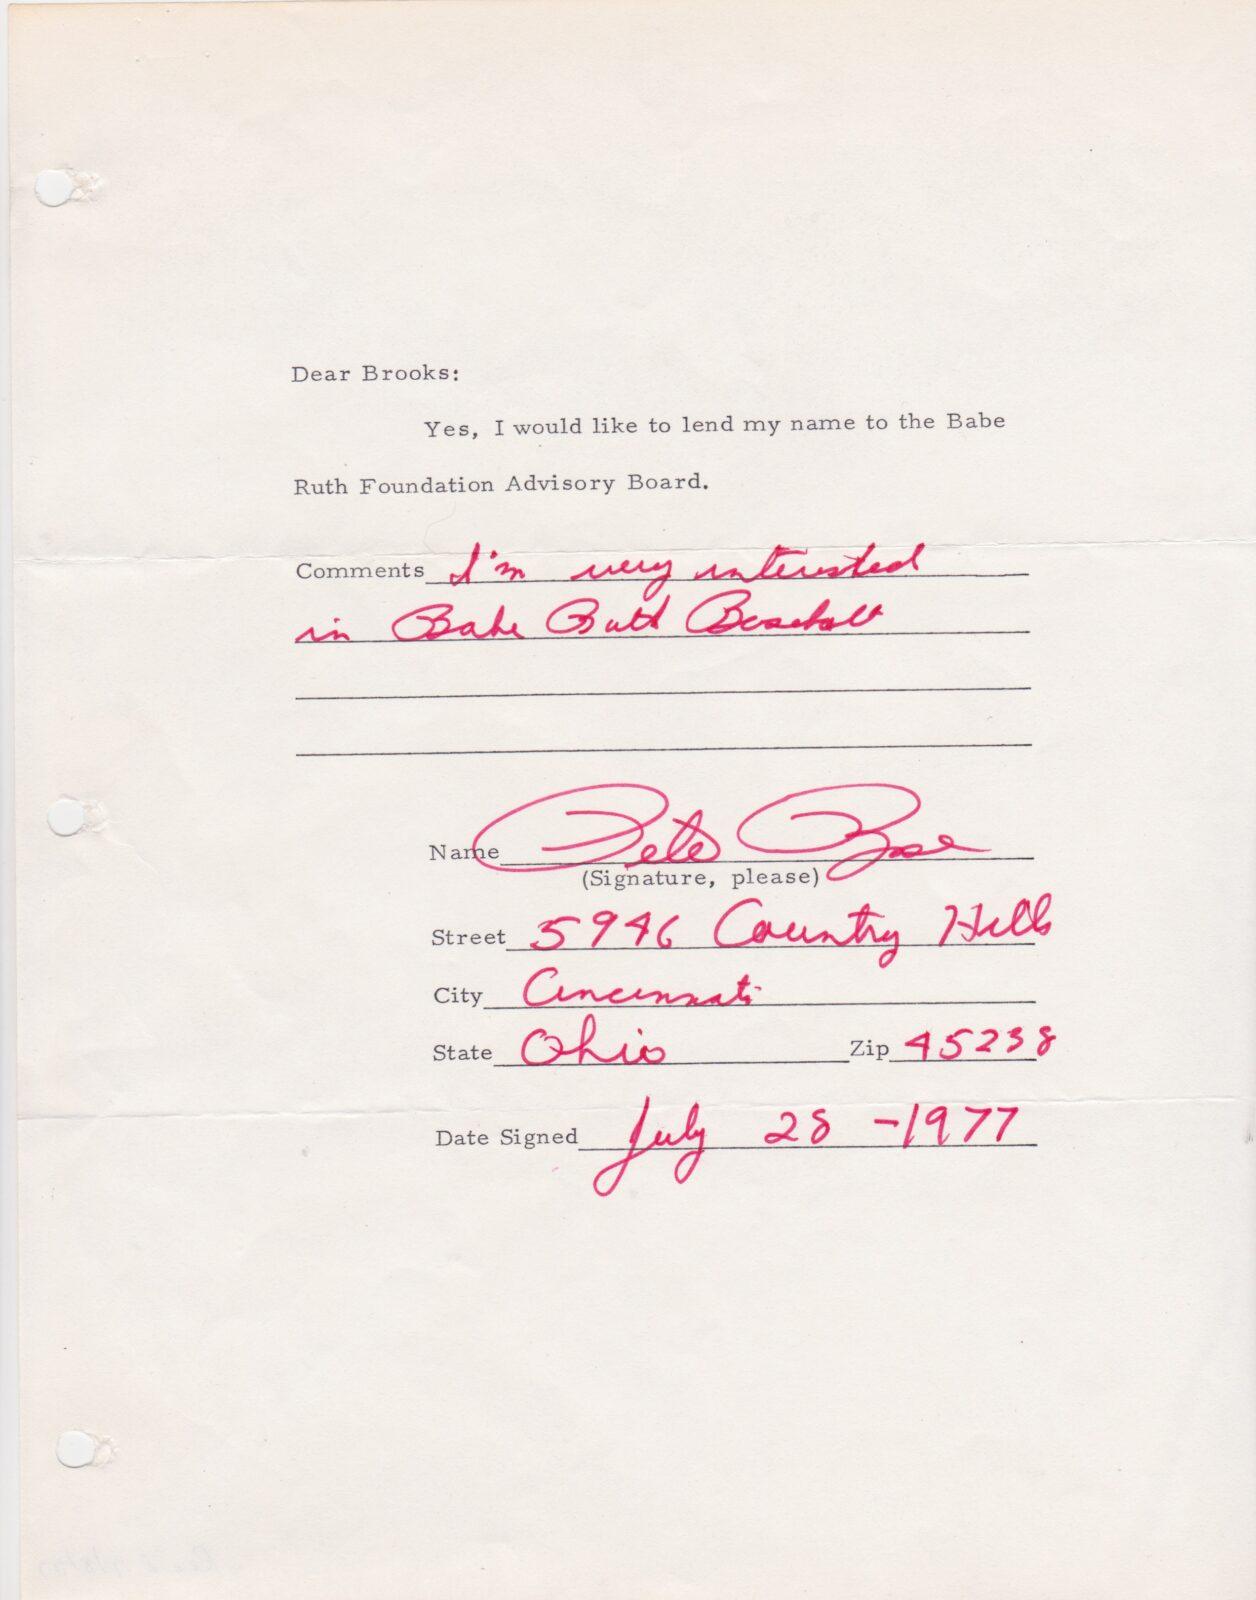 Dear Brooks:
Yes, I would like to lend my name to the Babe
Ruth Foundation Advisory Board.
Comments I'm very intersted
in Babe Ruth Baseball
Name Pete Rose
(Signature, please)
Street 5946 Country Hills
City Cincinnati
State Ohio Zip 45238
Date Signed July 28 - 1977